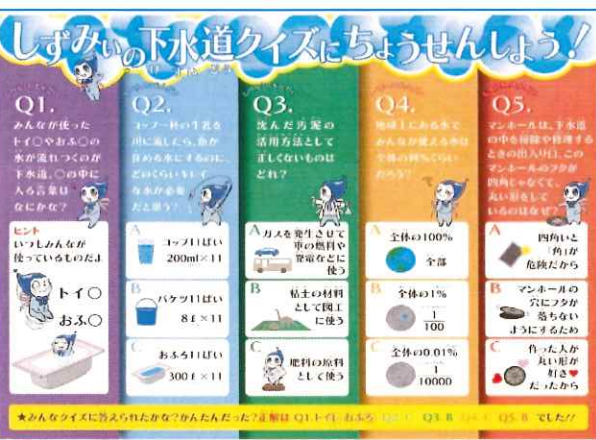 しずみぃの下水道クイズにちょうせんしよう!
Q1.
みんなが使った
トイ○やおふ○の
水が流れつくのが
下水道。○の中に
入る言葉は
なにかな?
ヒント
いつもみんなが
使っているものだよ
トイ○
おふ○
Q2.
コップ一杯の牛乳を
川に流したら、魚が
住める水にするのに、
どのくらいキレイ
な水が必要
だと思う?
A
コップ11ぱい
200ml×11
B
バケツ11ぱい
8ℓ×11
C
おふろ11ぱい
300ℓ×11
Q3.
沈んだ汚泥の
活用方法として
正しくないものは
どれ?
A
ガスを発生させて
車の燃料や
発電などに
使う
B
粘土の材料
として図工
に使う
C
肥料の原料
として使う
Q4.
地球上にある水で、
みんなが使える水は
全体の何%くらい
だろう?
A
全体の100%
全部
B
全体の1%
1
100
C
全体の0.01%
1
10000
Q5.
マンホールは、下水道
の中を掃除や修理する
ときの出入り口。この
マンホールのフタが
四角じゃなくて、
丸い形をして
いるのはなぜ?
A
四角いと
「角」が
危険だから
B
マンホールの
穴にフタが
落ちない
ようにするため
C
作った人が
丸い形が
好き♥
だったから
★みんなクイズに答えられたかな?かんたんだった?正解は Q1.トイレ おふろ Q2.C Q3.B Q4.C Q5.B でした!!